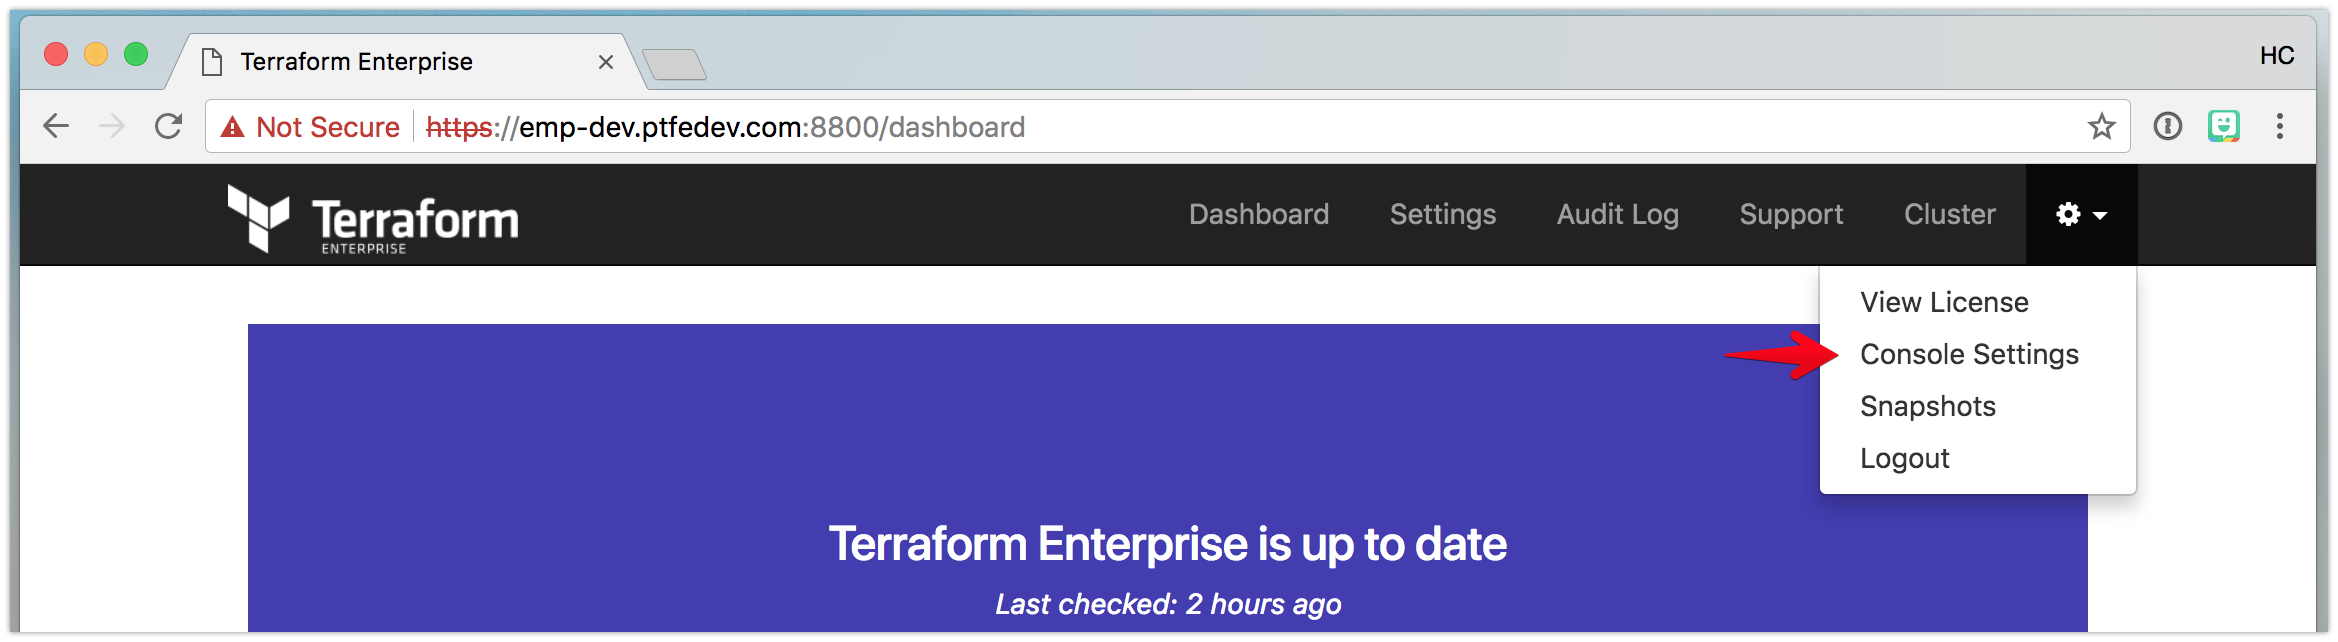 Terraform Enterprise
HC
Not Secure https://emp-dev.ptfedev.com:8800/dashboard
Terraform
ENTERPRISE
Dashboard Settings Audit Log Support Cluster
View License
Console Settings
Snapshots
Logout
Terraform Enterprise is up to date
Last checked: 2 hours ago